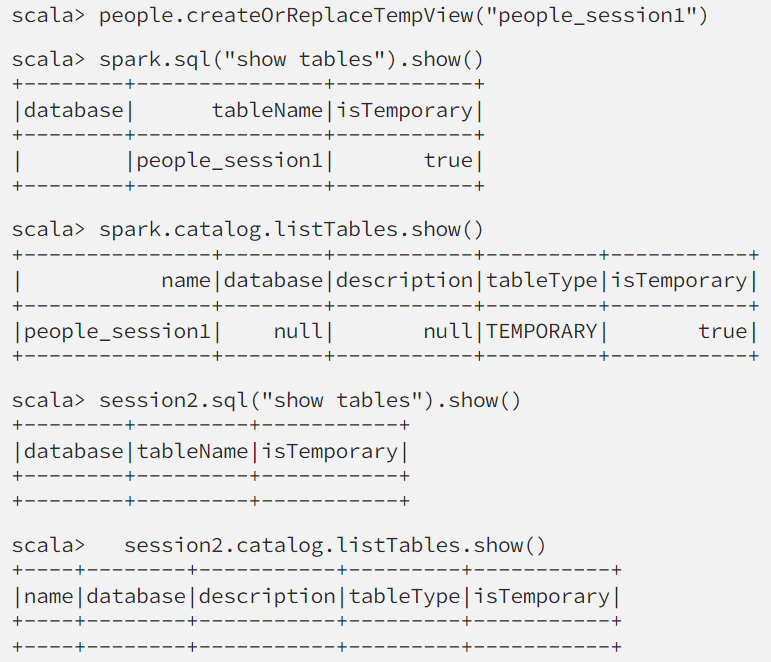 scala> people.createOrReplaceTempView("people_session1")
scala> spark.sql("show tables").show()
+--------+---------------+-----------+
|database|      tableName|isTemporary|
+--------+---------------+-----------+
|        |people_session1|       true|
+--------+---------------+-----------+
scala> spark.catalog.listTables.show()
+---------------+--------+-----------+---------+-----------+
|           name|database|description|tableType|isTemporary|
+---------------+--------+-----------+---------+-----------+
|people_session1|    null|       null|TEMPORARY|       true|
+---------------+--------+-----------+---------+-----------+
scala> session2.sql("show tables").show()
+--------+---------+-----------+
|database|tableName|isTemporary|
+--------+---------+-----------+
+--------+---------+-----------+
scala>   session2.catalog.listTables.show()
+----+--------+-----------+---------+-----------+
|name|database|description|tableType|isTemporary|
+----+--------+-----------+---------+-----------+
+----+--------+-----------+---------+-----------+